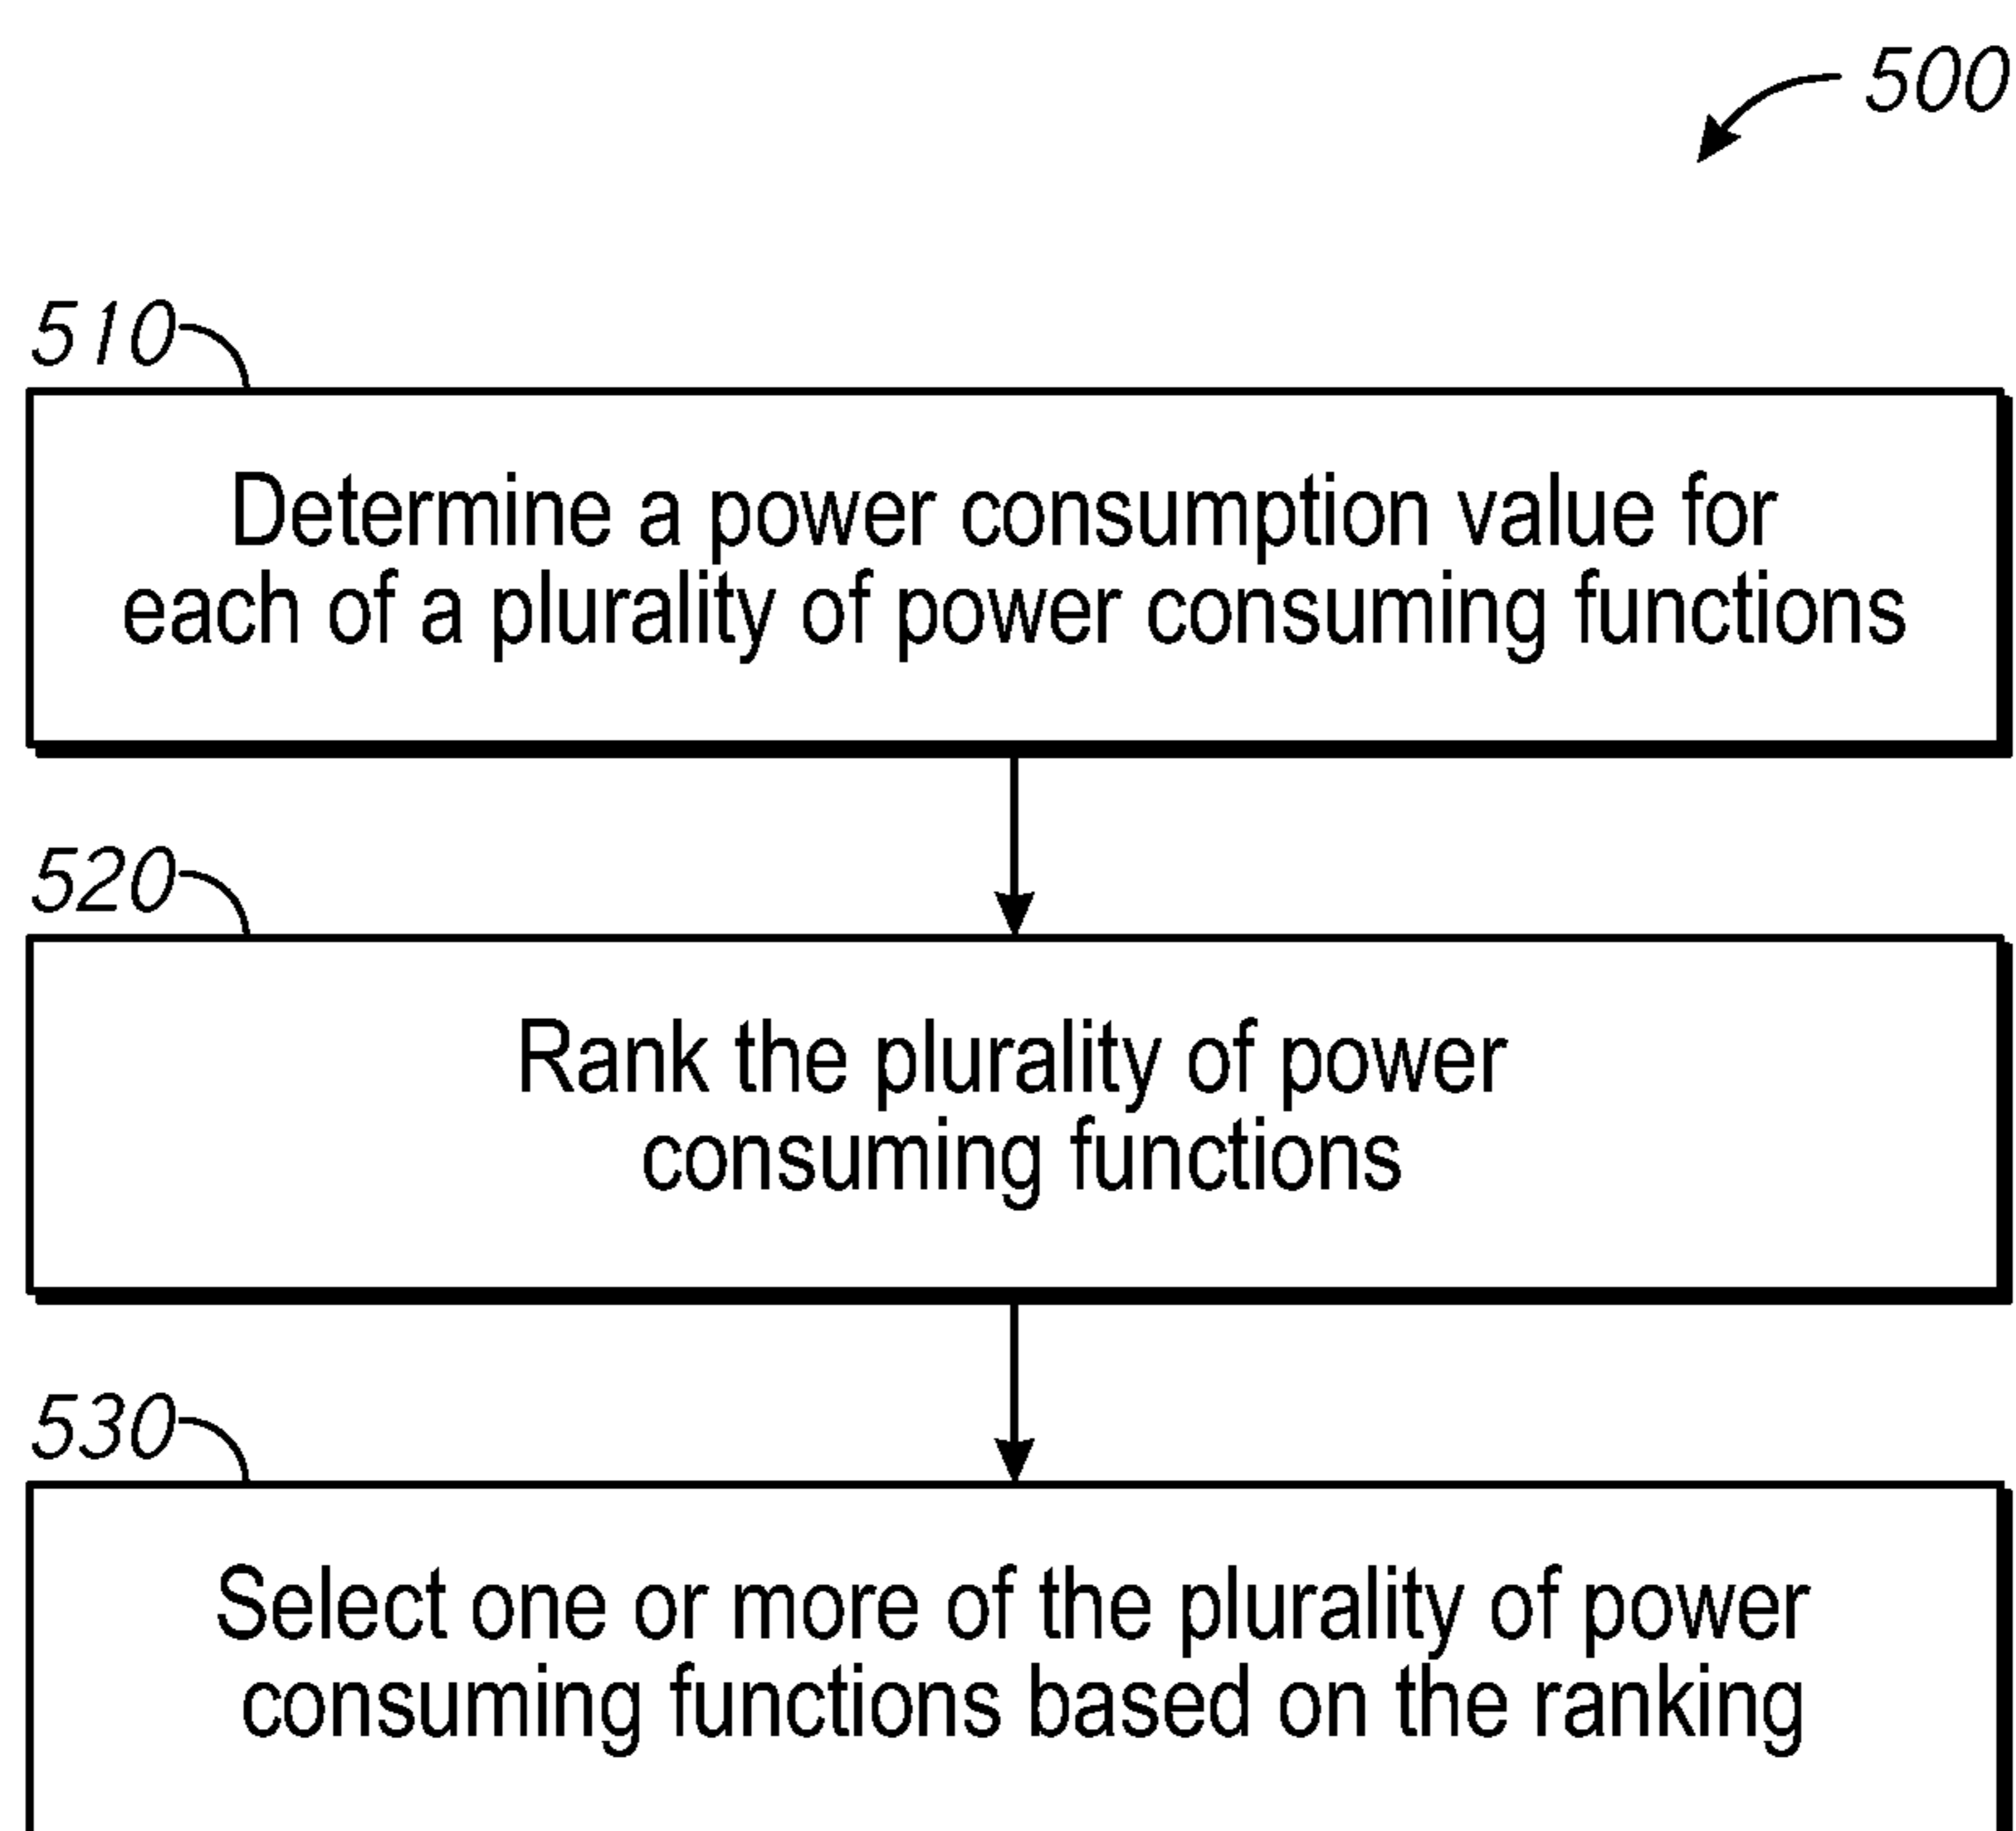 500
510
Determine a power consumption value for
each of a plurality of power consuming functions
520
Rank the plurality of power
consuming functions
530
Select one or more of the plurality of power
consuming functions based on the ranking